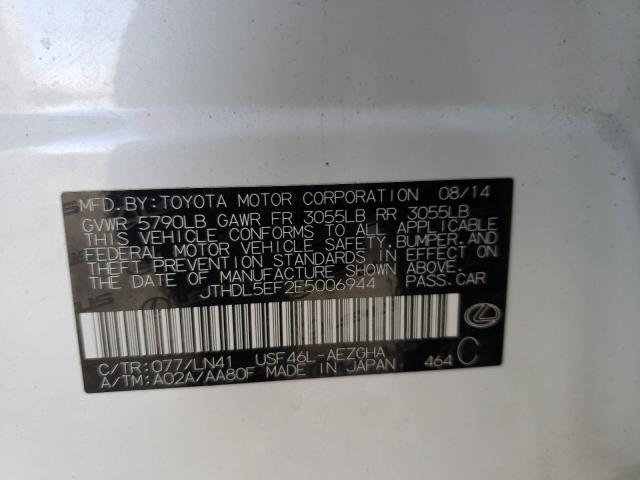 MFD. BY: TOYOTA MOTOR CORPORATION 08/14
GVWR 5790LB GAWR FR 3055LB RR 3055LB
THIS VEHICLE CONFORMS TO ALL APPLICABLE
FEDERAL MOTOR VEHICLE SAFETY, BUMPER, AND
THEFT PREVENTION STANDARDS IN EFFECT ON
THE DATE OF MANUFACTURE SHOWN ABOVE.
JTHDL5EF2E5006944 PASS. CAR
C/TR: 077/LN41 USF46L-AEZGHA
A/TM: A02A/AA80F MADE IN JAPAN 464 C